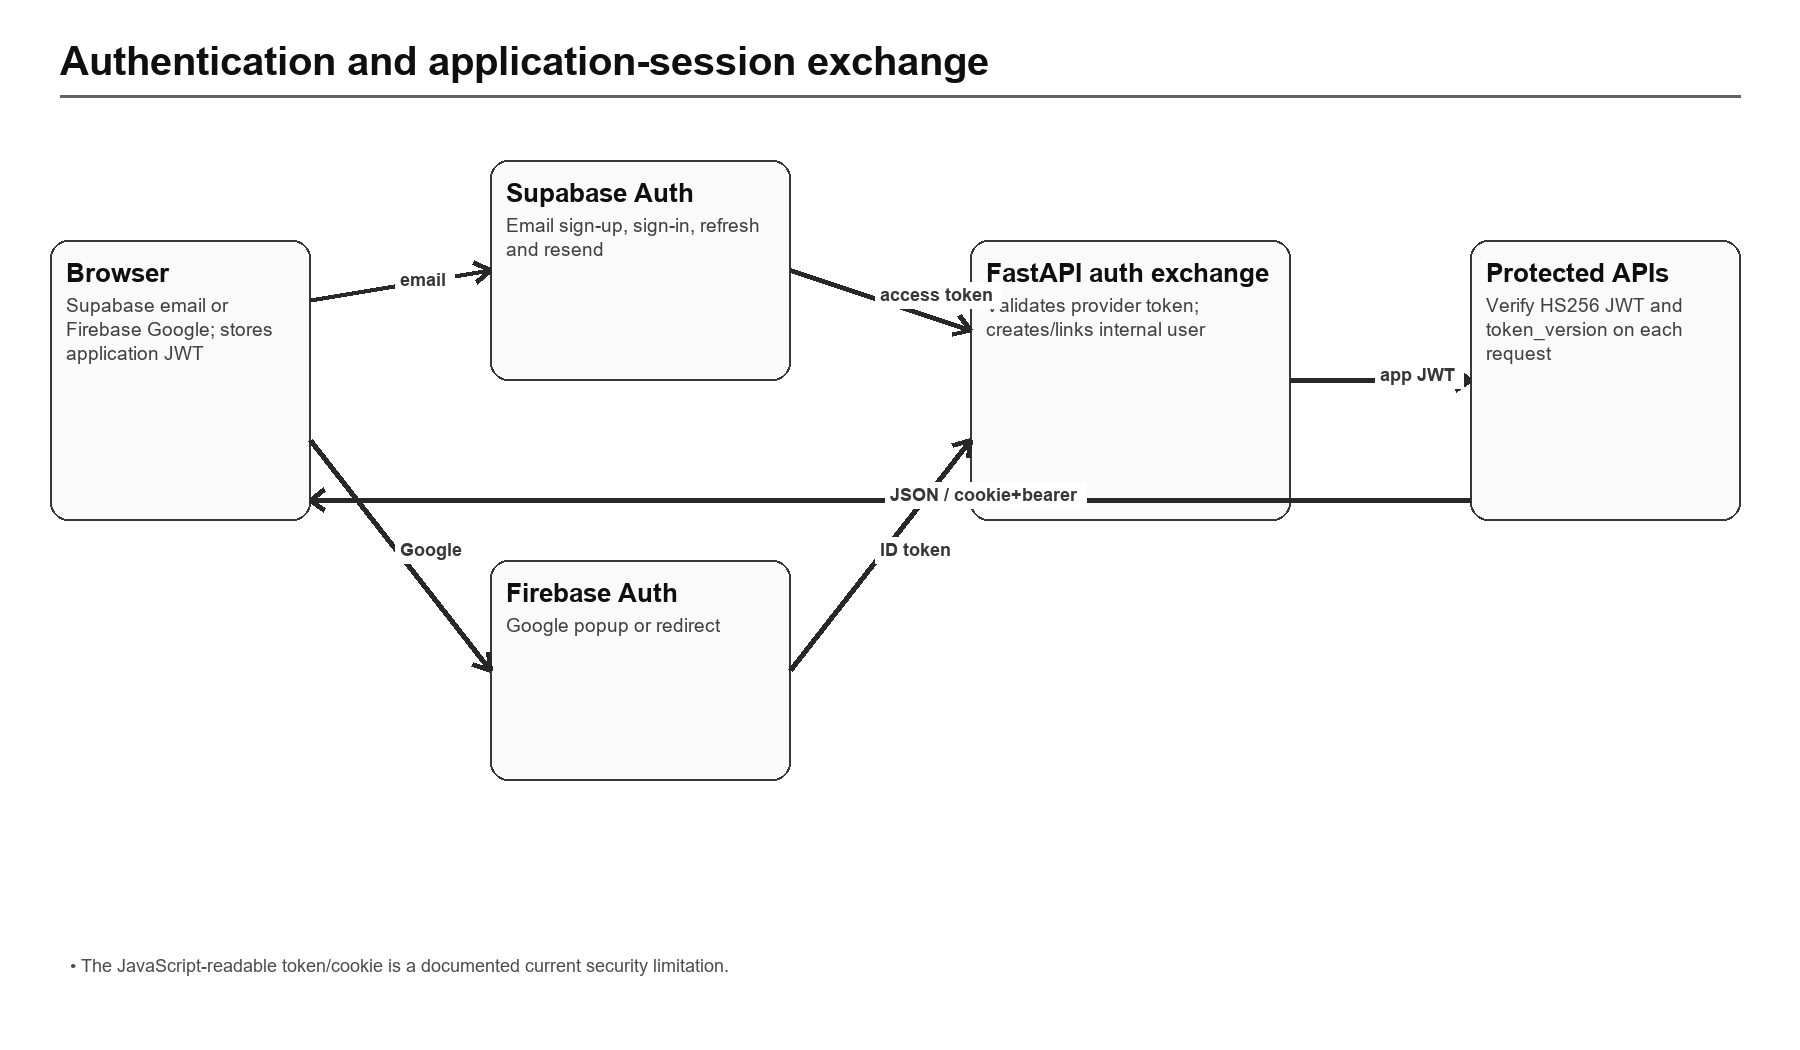 Authentication and application-session exchange
Supabase Auth
Email sign-up, sign-in, refresh
and resend
Browser
Supabase email or
Firebase Google; stores
application JWT
email
access token
FastAPI auth exchange
validates provider token;
creates/links internal user
Protected APIs
Verify HS256 JWT and
token_version on each
request
app JWT
JSON / cookie+bearer
Google
ID token
Firebase Auth
Google popup or redirect
• The JavaScript-readable token/cookie is a documented current security limitation.